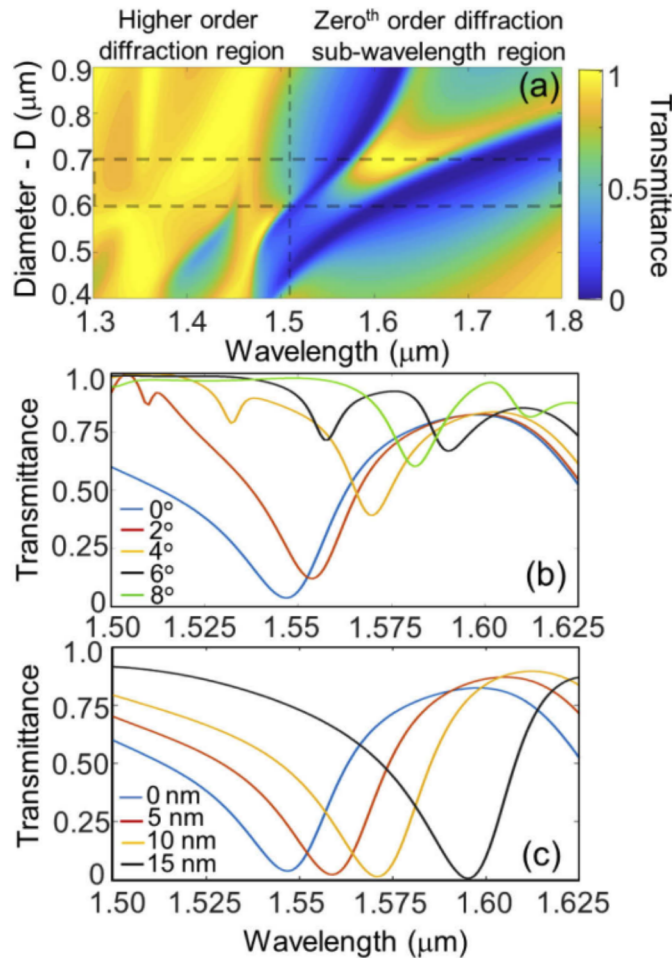 Higher order
diffraction region
Zero^th order diffraction
sub-wavelength region
(a)
Diameter - D (μm)
0.9
0.8
0.7
0.6
0.5
0.4
1.3 1.4 1.5 1.6 1.7 1.8
Wavelength (μm)
1
0.5
0
Transmittance
Transmittance
1.0
0.75
0.50
0.25
0
0°
2°
4°
6°
8°
(b)
1.50 1.525 1.55 1.575 1.60 1.625
Transmittance
1.0
0.75
0.50
0.25
0
0 nm
5 nm
10 nm
15 nm
(c)
1.50 1.525 1.55 1.575 1.60 1.625
Wavelength (μm)